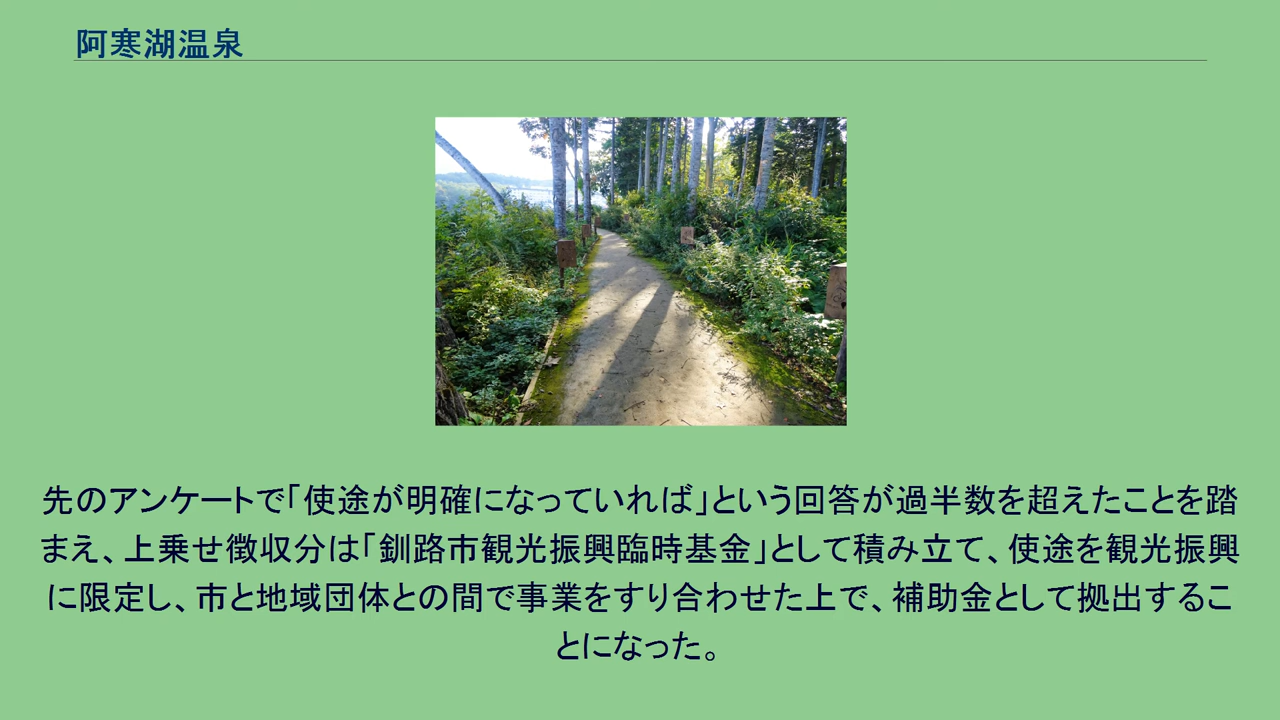 阿寒湖温泉
先のアンケートで「使途が明確になっていれば」という回答が過半数を超えたことを踏
まえ、上乗せ徴収分は「釧路市観光振興臨時基金」として積み立て、使途を観光振興
に限定し、市と地域団体との間で事業をすり合わせた上で、補助金として拠出するこ
とになった。